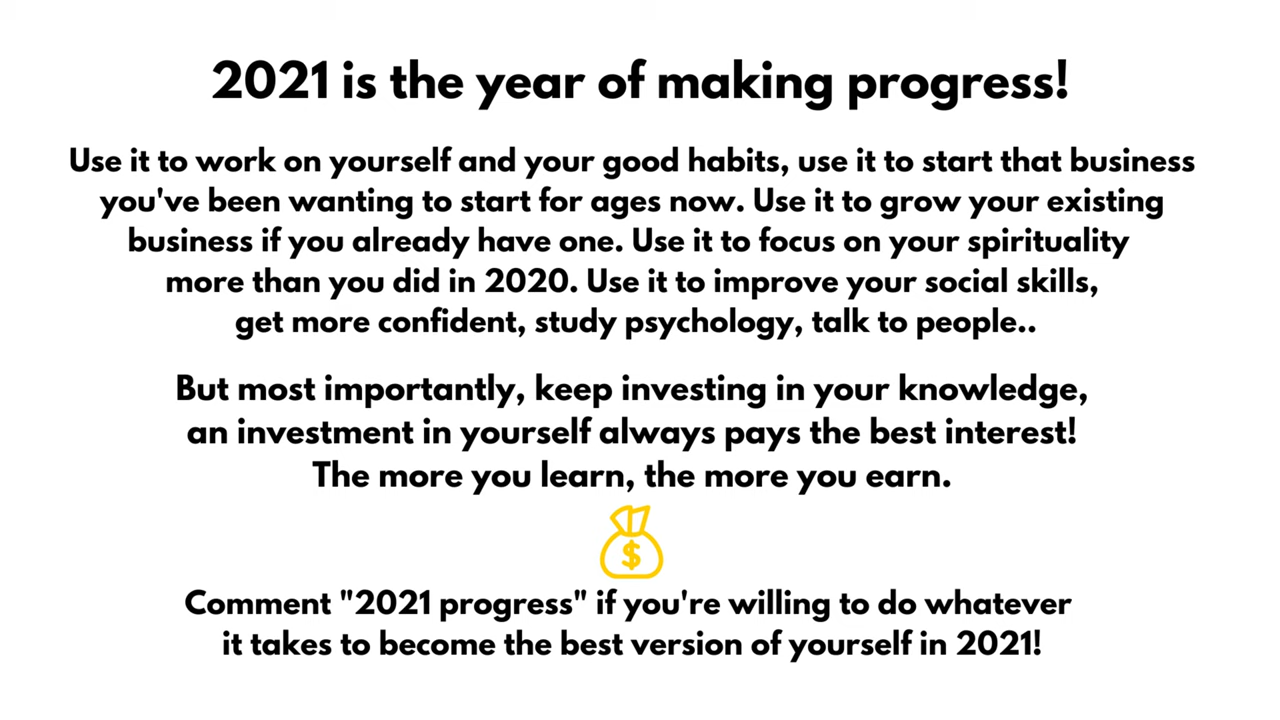 2021 is the year of making progress!
Use it to work on yourself and your good habits, use it to start that business
you've been wanting to start for ages now. Use it to grow your existing
business if you already have one. Use it to focus on your spirituality
more than you did in 2020. Use it to improve your social skills,
get more confident, study psychology, talk to people..
But most importantly, keep investing in your knowledge,
an investment in yourself always pays the best interest!
The more you learn, the more you earn.
$
Comment "2021 progress" if you're willing to do whatever
it takes to become the best version of yourself in 2021!